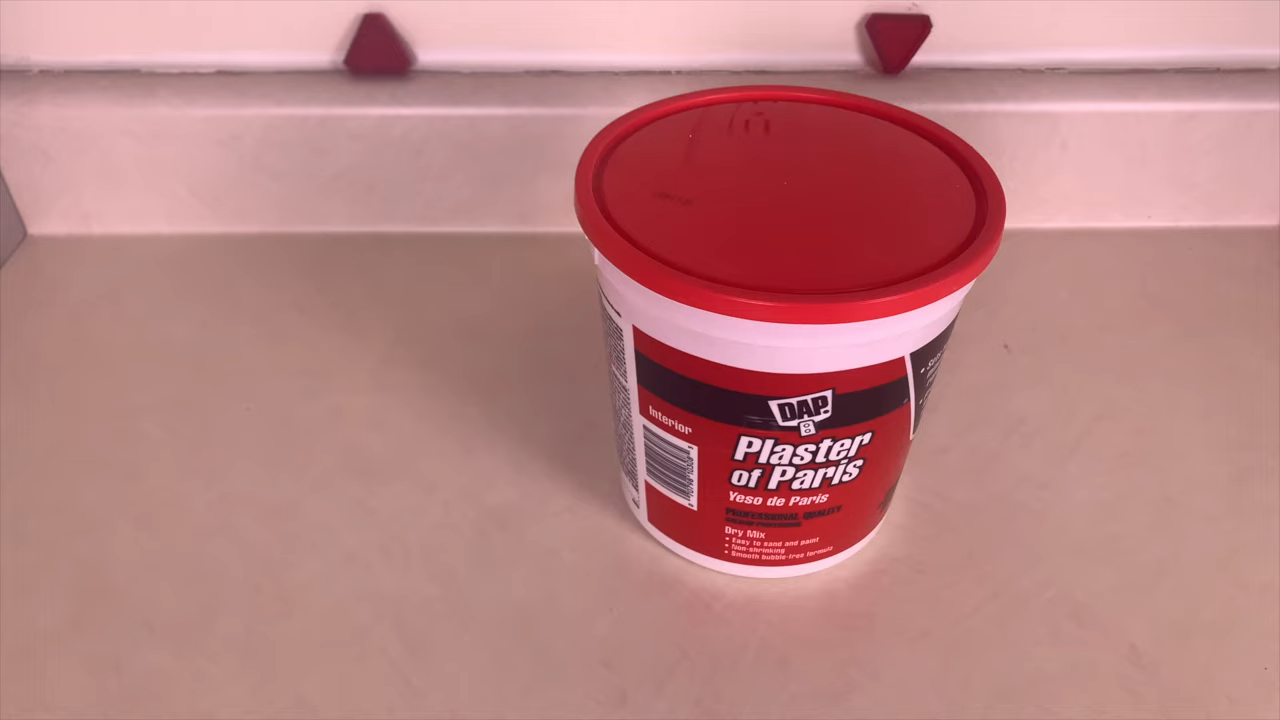 Interior
DAP
Plaster
of Paris
Yeso de Paris
PROFESSIONAL QUALITY
Dry Mix
• Easy to sand and paint
• Non-shrinking
• Smooth bubble-free formula